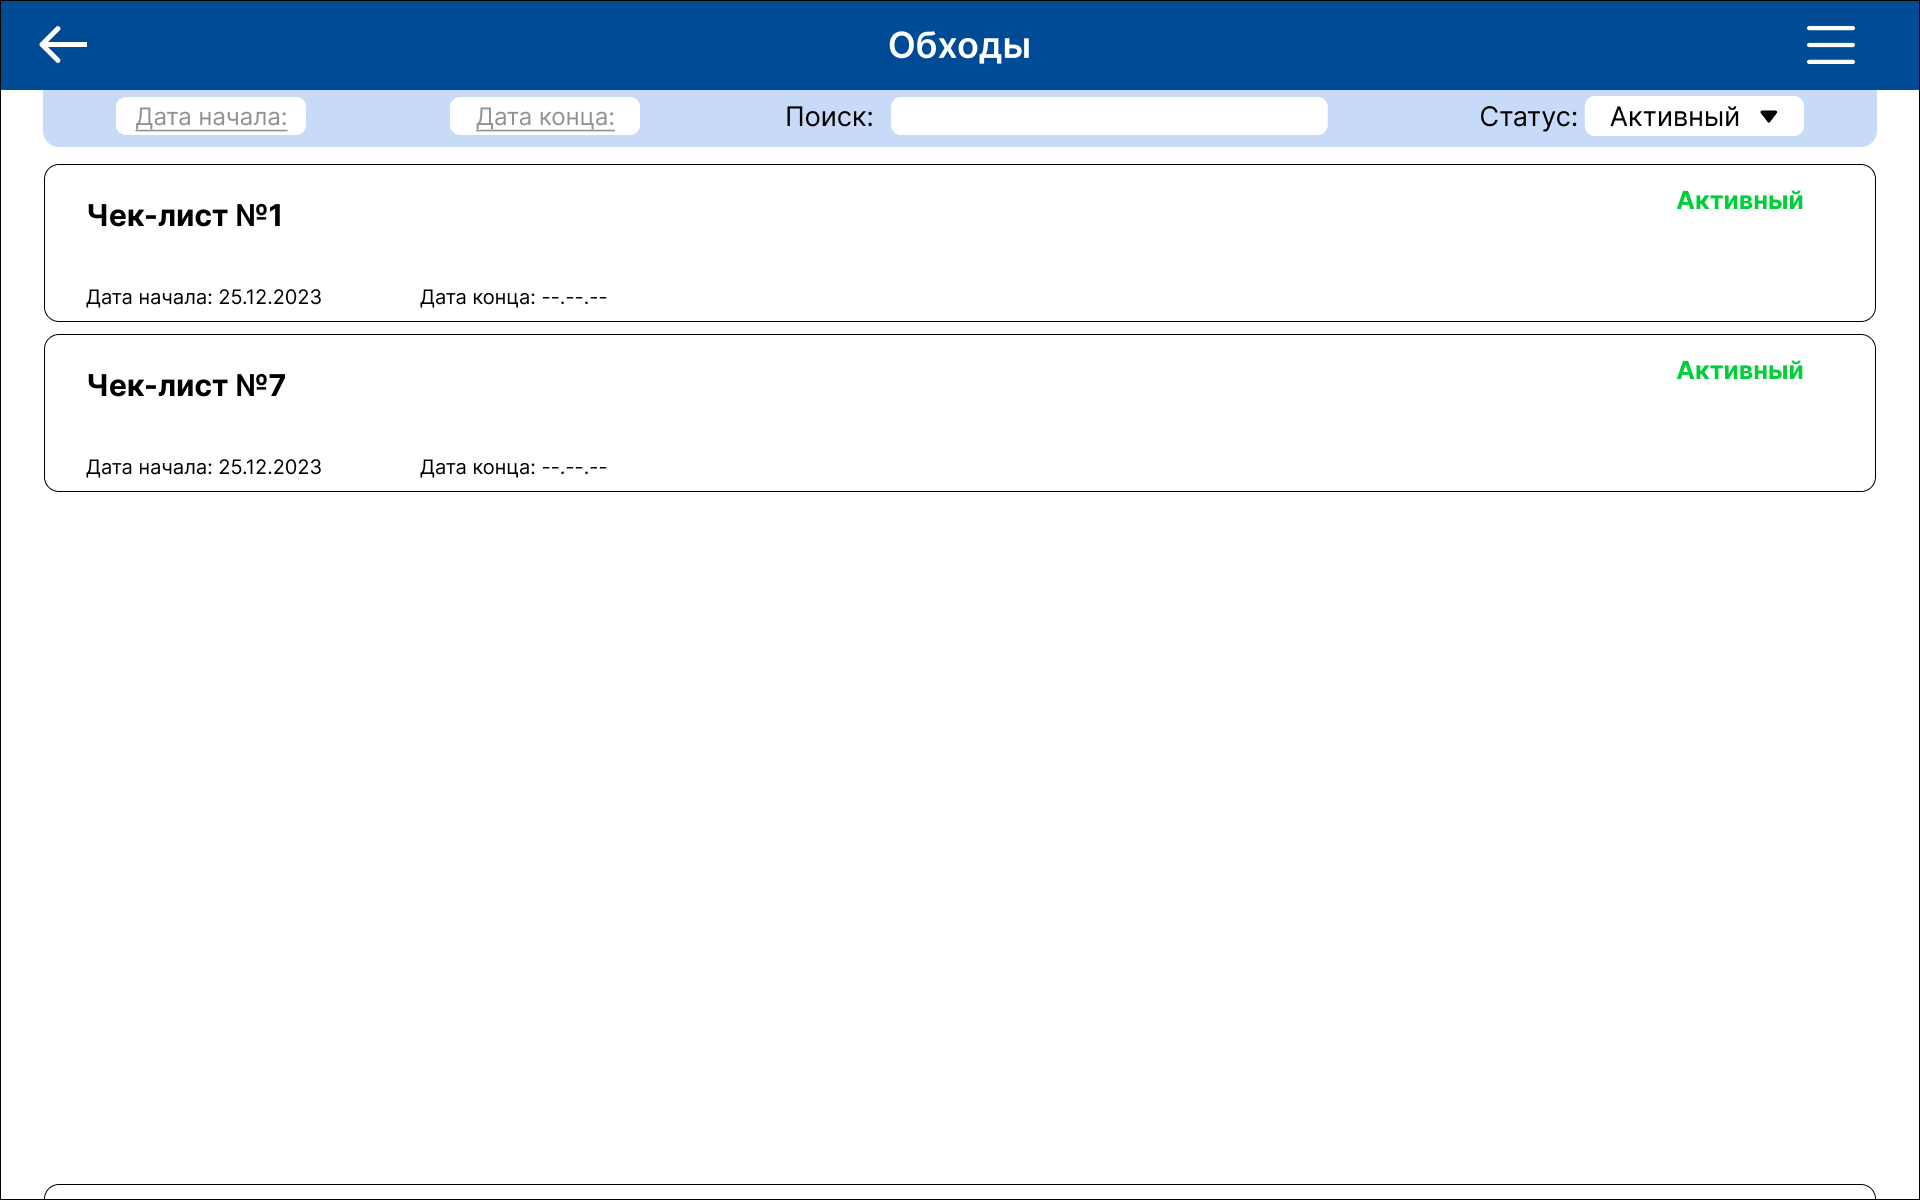 Обходы
Дата начала: Дата конца: Поиск: Статус: Активный
Чек-лист №1
Активный
Дата начала: 25.12.2023 Дата конца: --.--.--
Чек-лист №7
Активный
Дата начала: 25.12.2023 Дата конца: --.--.--